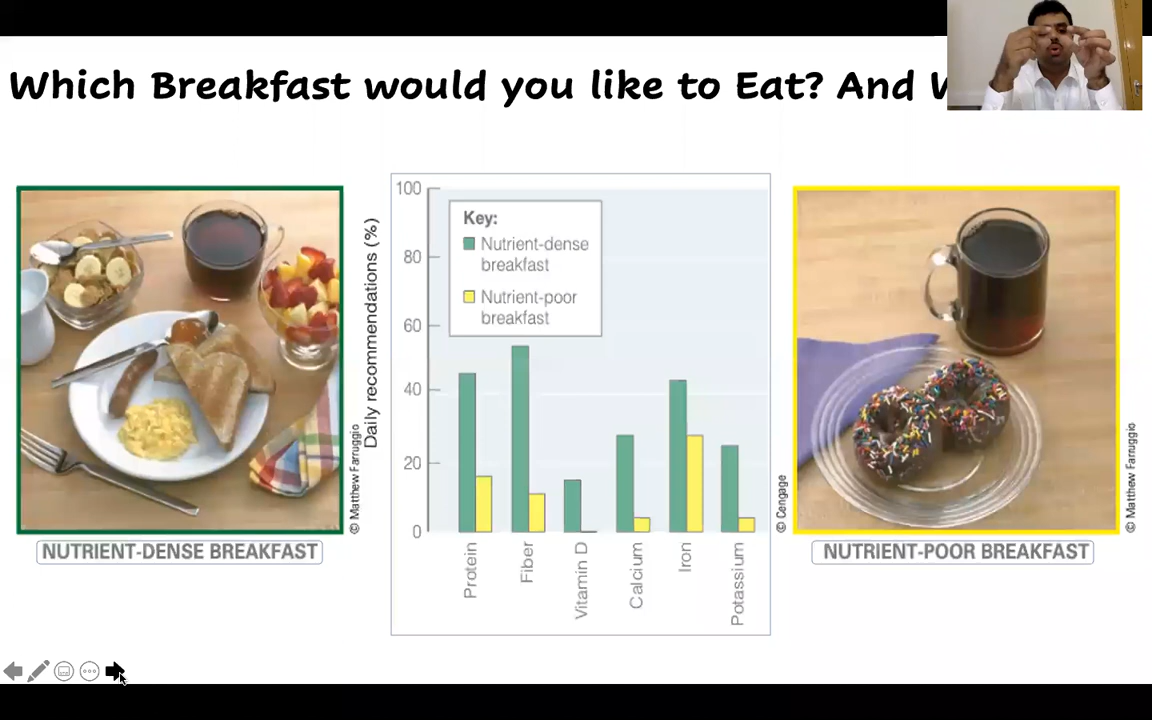 Which Breakfast would you like to Eat? And
© Matthew Farruggio
NUTRIENT-DENSE BREAKFAST
Daily recommendations (%)
100
80
60
40
20
0
Key:
Nutrient-dense
breakfast
Nutrient-poor
breakfast
Protein
Fiber
Vitamin D
Calcium
Iron
Potassium
© Cengage
© Matthew Farruggio
NUTRIENT-POOR BREAKFAST